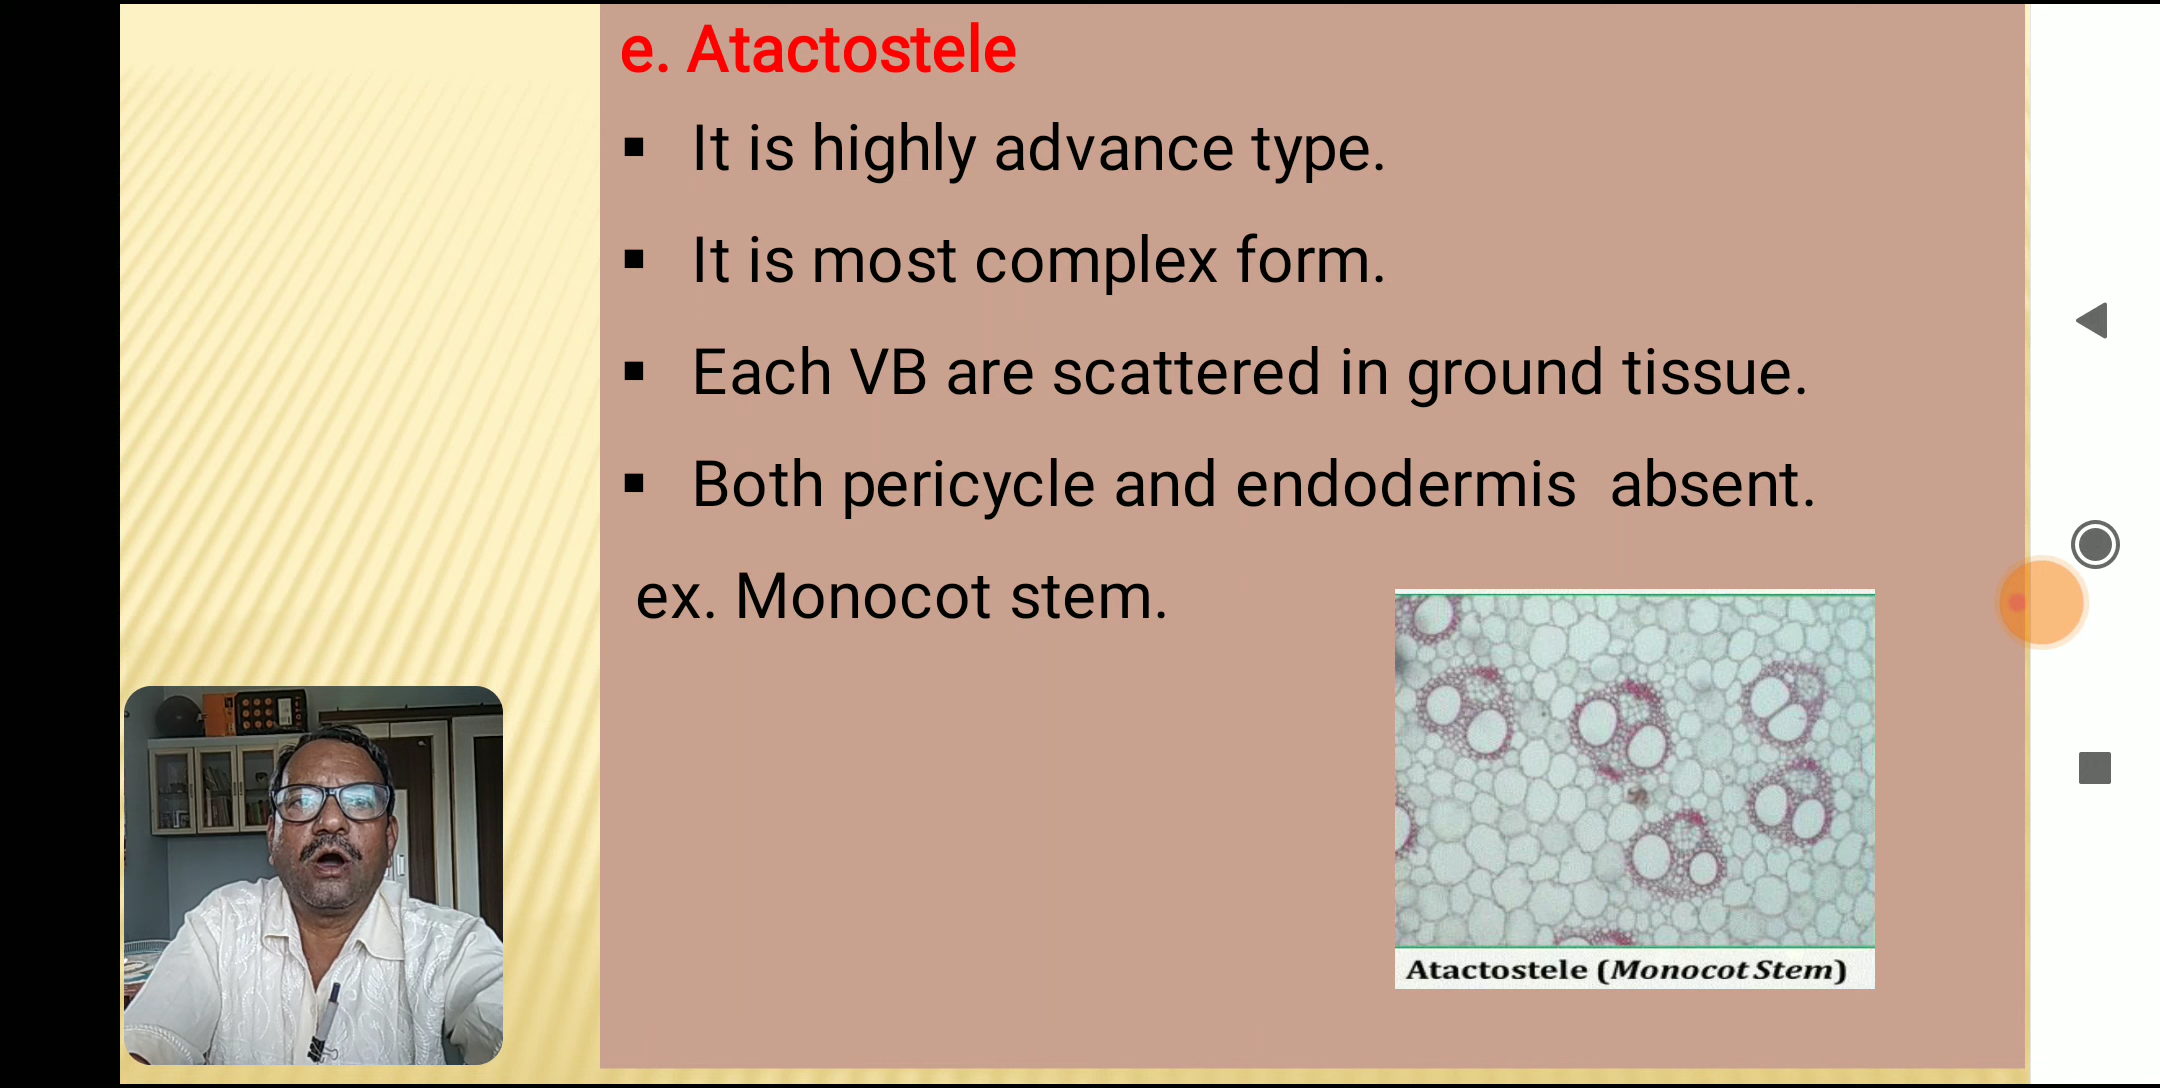 e. Atactostele
▪ It is highly advance type.
▪ It is most complex form.
▪ Each VB are scattered in ground tissue.
▪ Both pericycle and endodermis  absent.
ex. Monocot stem.
Atactostele (Monocot Stem)